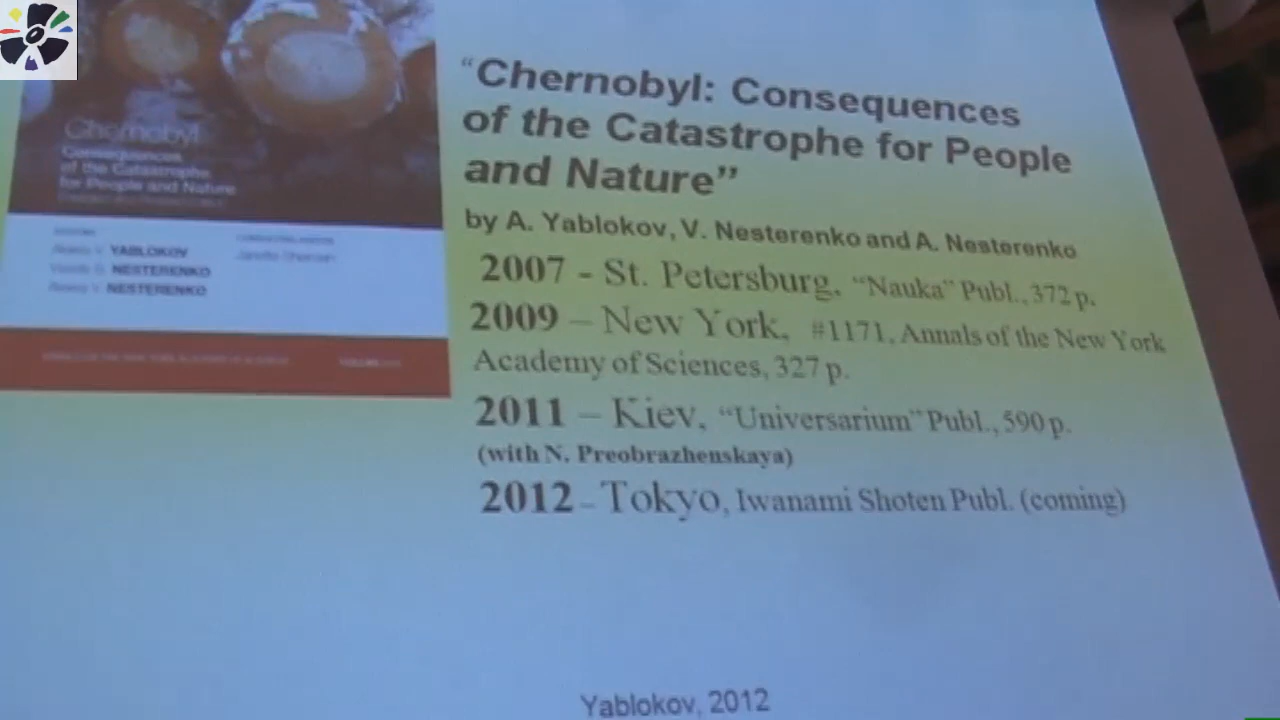 Chernobyl
Consequences
of the Catastrophe
for People and Nature
YABLOKOV
NESTERENKO
NESTERENKO
“Chernobyl: Consequences
of the Catastrophe for People
and Nature”
by A. Yablokov, V. Nesterenko and A. Nesterenko
2007 - St. Petersburg, “Nauka” Publ., 372 p.
2009 – New York, #1171, Annals of the New York
Academy of Sciences, 327 p.
2011 – Kiev, “Universarium” Publ., 590 p.
(with N. Preobrazhenskaya)
2012 – Tokyo, Iwanami Shoten Publ. (coming)
Yablokov, 2012